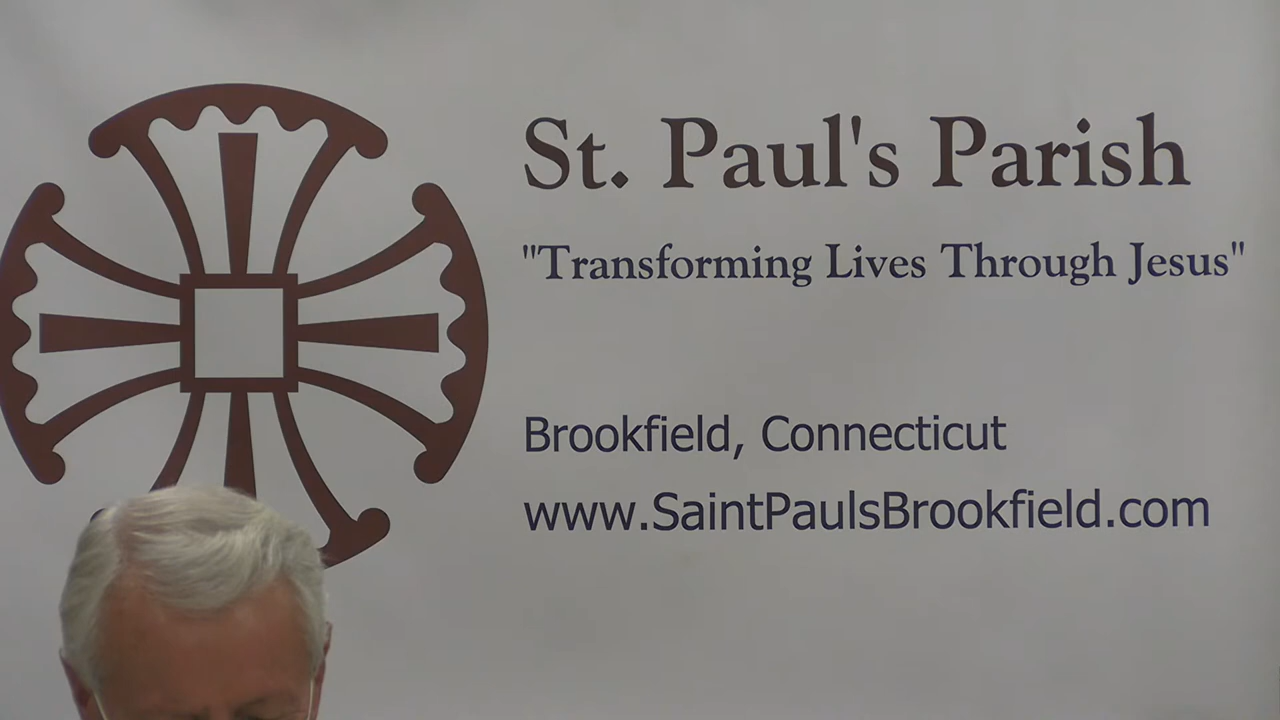 St. Paul's Parish
"Transforming Lives Through Jesus"
Brookfield, Connecticut
www.SaintPaulsBrookfield.com